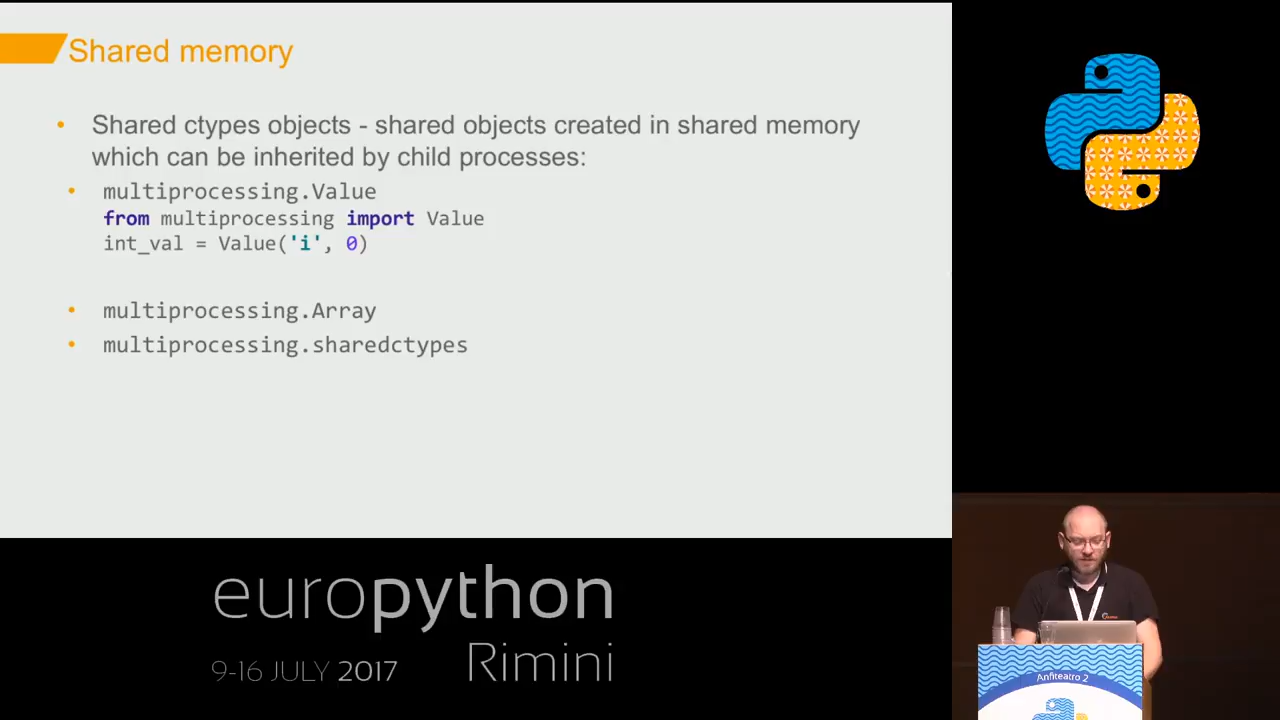 Shared memory
• Shared ctypes objects - shared objects created in shared memory
which can be inherited by child processes:
• multiprocessing.Value
from multiprocessing import Value
int_val = Value('i', 0)
• multiprocessing.Array
• multiprocessing.sharedctypes
europython
Rimini
9-16 JULY 2017
Anfiteatro 2